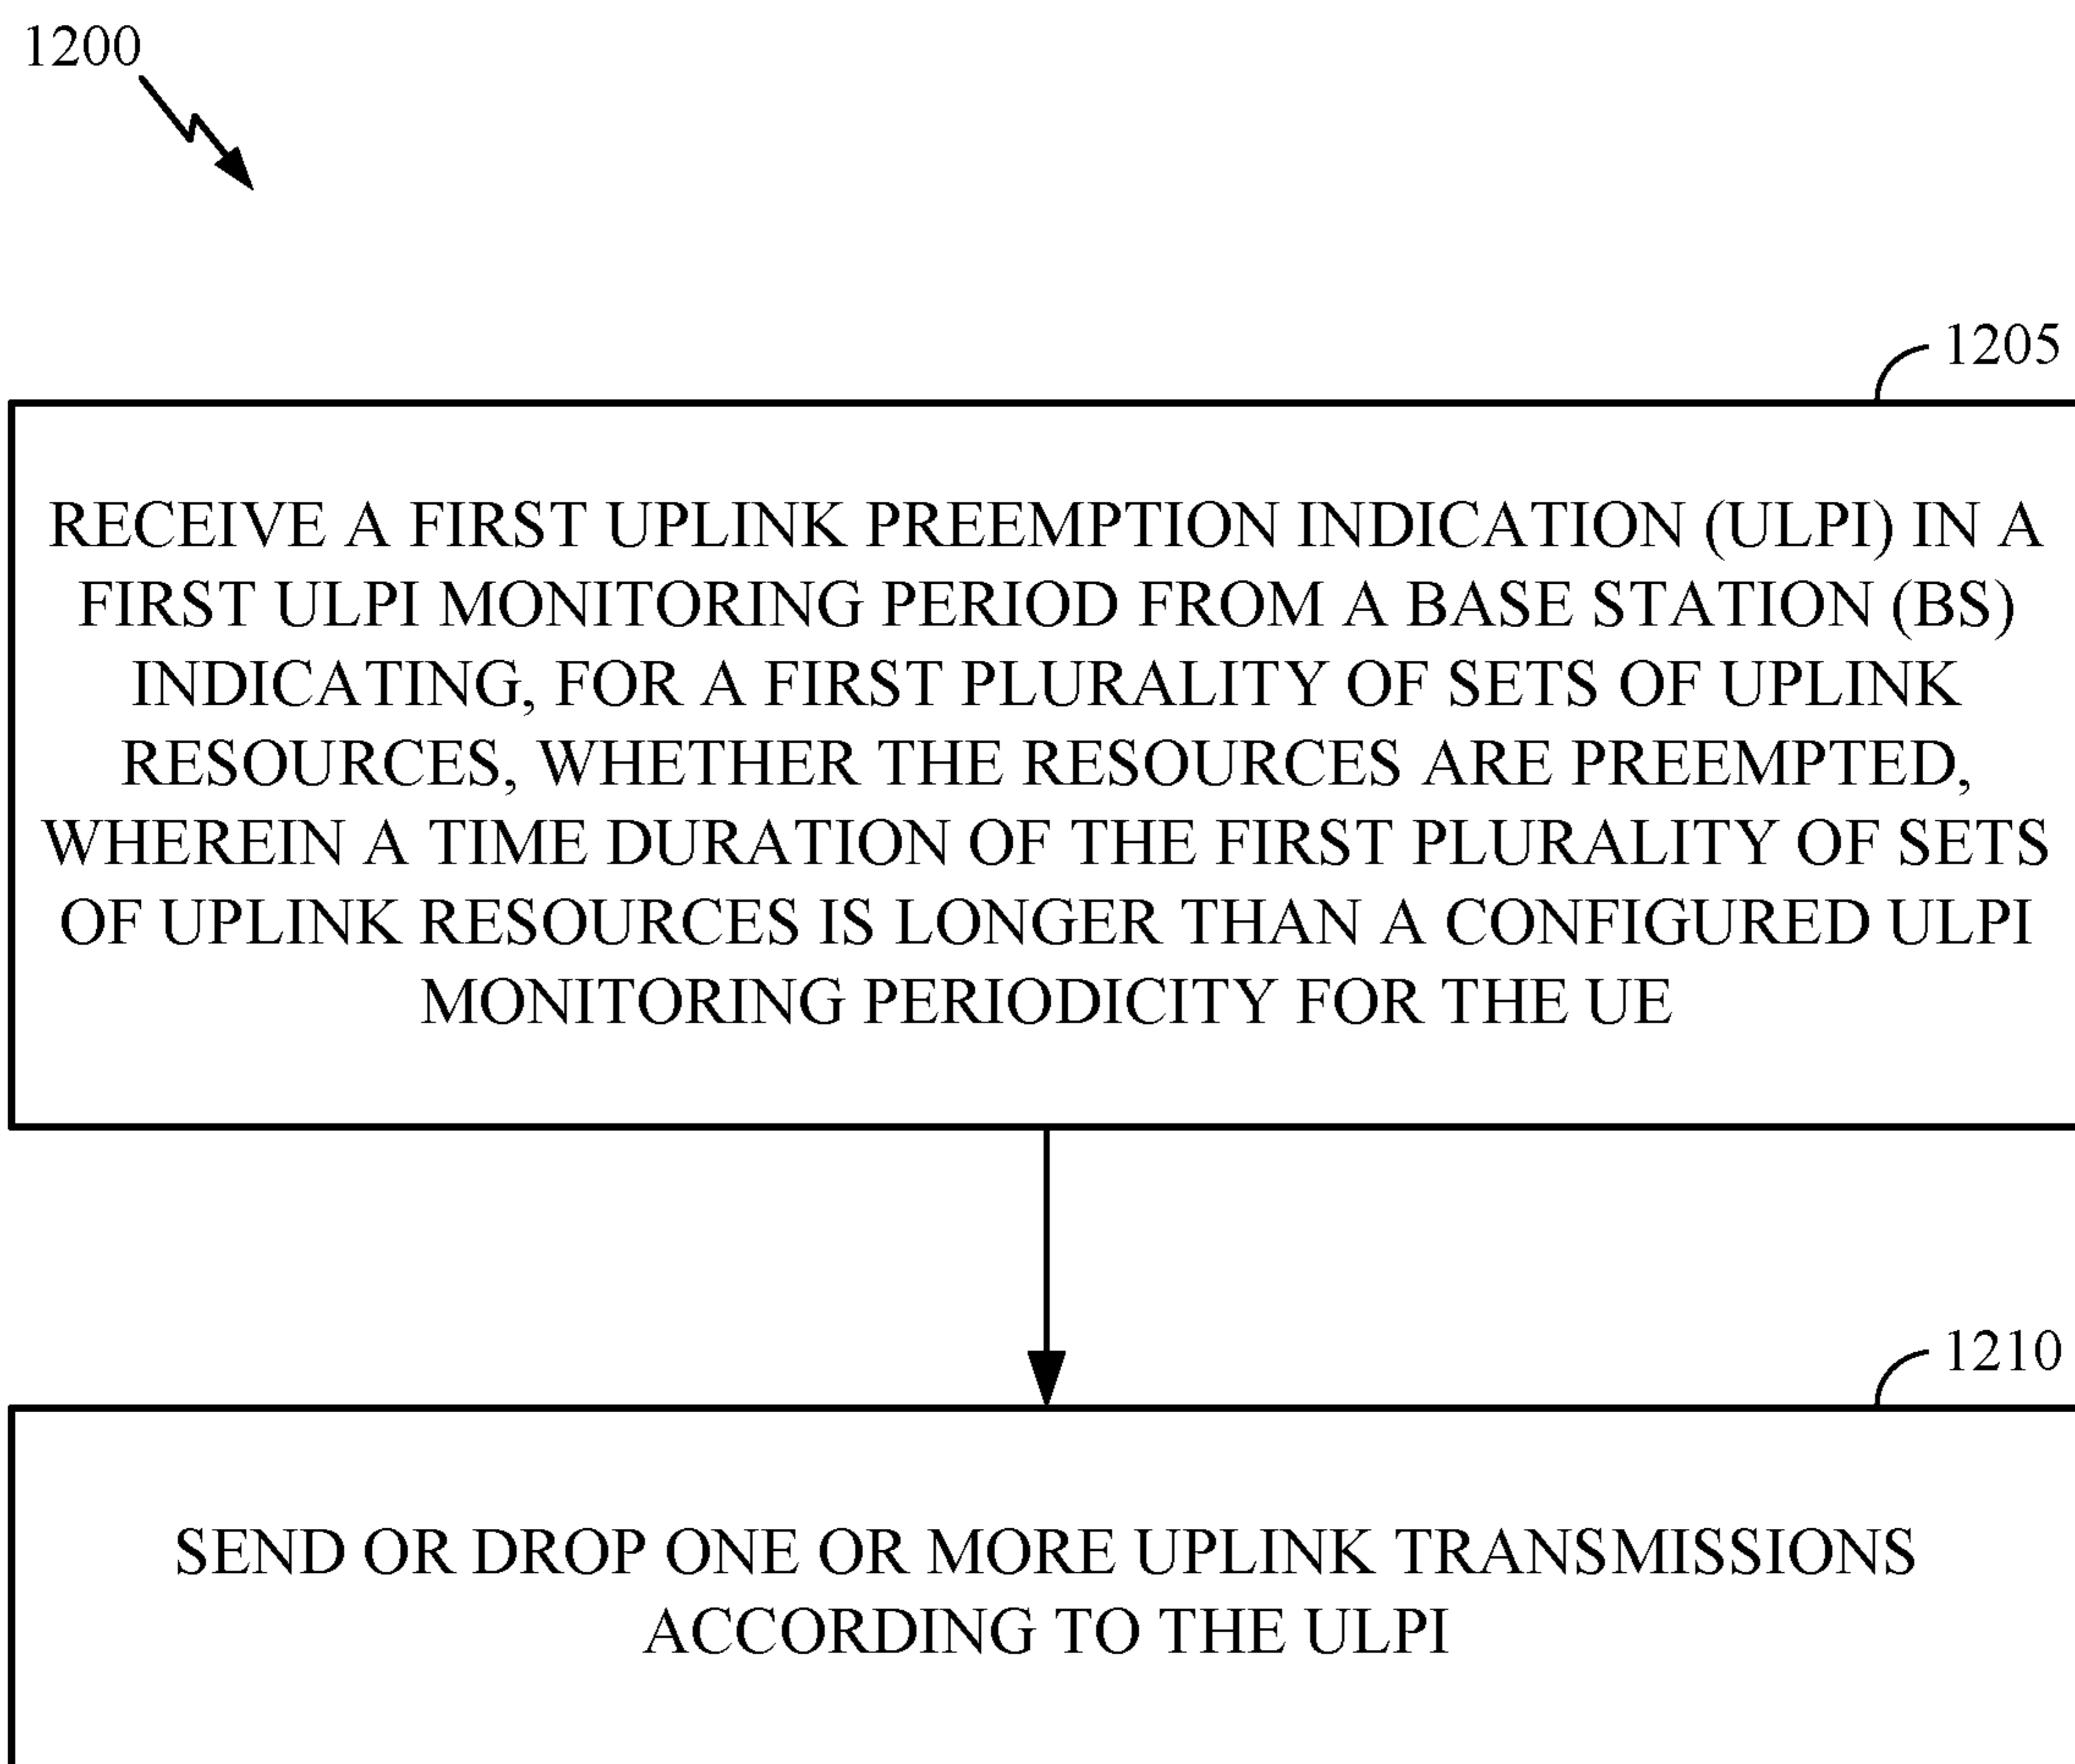 1200
1205
RECEIVE A FIRST UPLINK PREEMPTION INDICATION (ULPI) IN A
FIRST ULPI MONITORING PERIOD FROM A BASE STATION (BS)
INDICATING, FOR A FIRST PLURALITY OF SETS OF UPLINK
RESOURCES, WHETHER THE RESOURCES ARE PREEMPTED,
WHEREIN A TIME DURATION OF THE FIRST PLURALITY OF SETS
OF UPLINK RESOURCES IS LONGER THAN A CONFIGURED ULPI
MONITORING PERIODICITY FOR THE UE
1210
SEND OR DROP ONE OR MORE UPLINK TRANSMISSIONS
ACCORDING TO THE ULPI